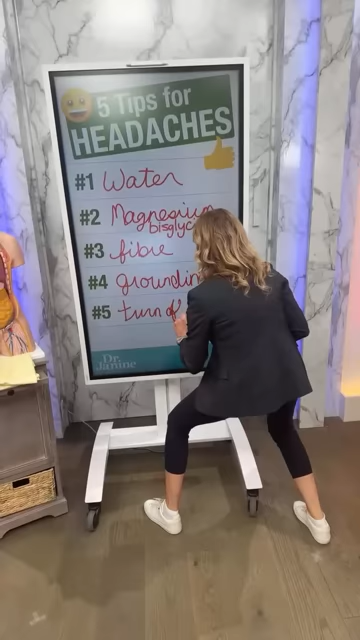 5 Tips for
HEADACHES
#1 Water
#2 Magnesium
bisglyc
#3 fibre
#4 groundin
#5 turn of
Dr.
Janine